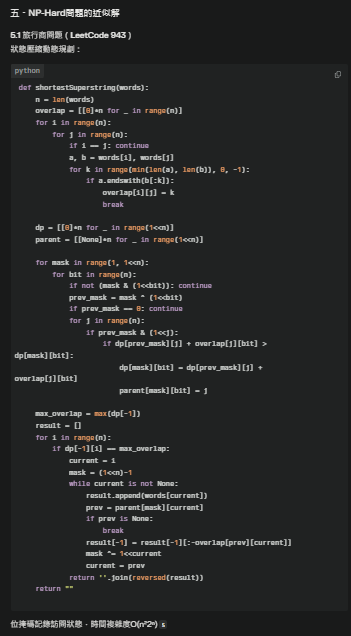 五、NP-Hard問題的近似解
5.1 旅行商問題（LeetCode 943）
狀態壓縮動態規劃：
python
def shortestSuperstring(words):
    n = len(words)
    overlap = [[0]*n for _ in range(n)]
    for i in range(n):
        for j in range(n):
            if i == j: continue
            a, b = words[i], words[j]
            for k in range(min(len(a), len(b)), 0, -1):
                if a.endswith(b[:k]):
                    overlap[i][j] = k
                    break
    dp = [[0]*n for _ in range(1<<n)]
    parent = [[None]*n for _ in range(1<<n)]
    for mask in range(1, 1<<n):
        for bit in range(n):
            if not (mask & (1<<bit)): continue
            prev_mask = mask ^ (1<<bit)
            if prev_mask == 0: continue
            for j in range(n):
                if prev_mask & (1<<j):
                    if dp[prev_mask][j] + overlap[j][bit] >
dp[mask][bit]:
                        dp[mask][bit] = dp[prev_mask][j] +
overlap[j][bit]
                        parent[mask][bit] = j
    max_overlap = max(dp[-1])
    result = []
    for i in range(n):
        if dp[-1][i] == max_overlap:
            current = i
            mask = (1<<n)-1
            while current is not None:
                result.append(words[current])
                prev = parent[mask][current]
                if prev is None:
                    break
                result[-1] = result[-1][:-overlap[prev][current]]
                mask ^= 1<<current
                current = prev
            return ''.join(reversed(result))
    return ""
位掩碼記錄訪問狀態，時間複雜度O(n²2ⁿ) 5